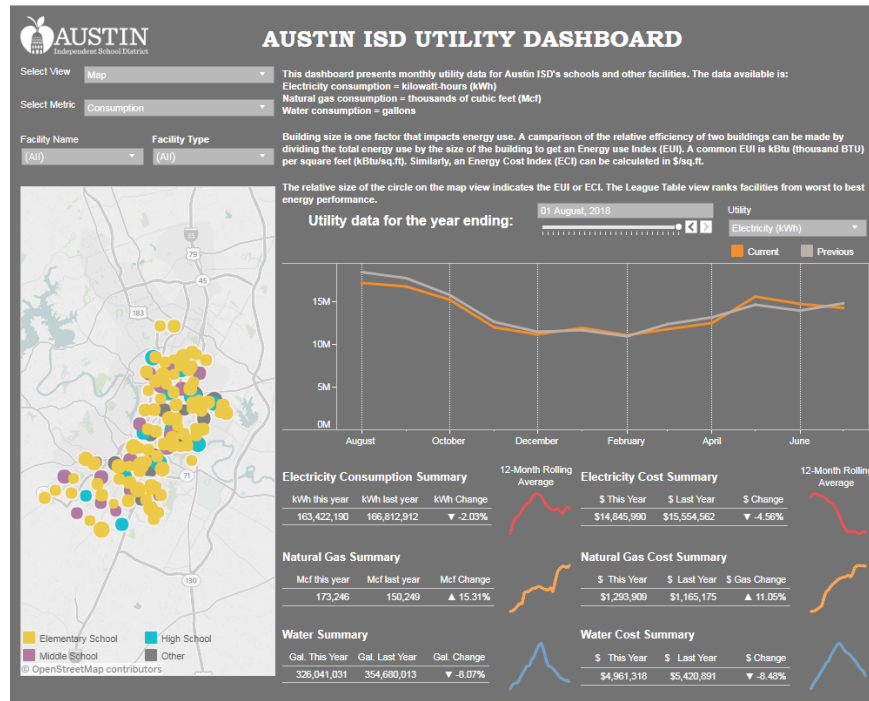 AUSTIN
Independent School District
AUSTIN ISD UTILITY DASHBOARD
Select View
Map
Select Metric
Consumption
Facility Name
Facility Type
(All)
(All)
This dashboard presents monthly utility data for Austin ISD's schools and other facilities. The data available is:
Electricity consumption = kilowatt-hours (kWh)
Natural gas consumption = thousands of cubic feet (Mcf)
Water consumption = gallons
Building size is one factor that impacts energy use. A camparison of the relative efficiency of two buildings can be made by
dividing the total energy use by the size of the building to get an Energy use Index (EUI). A common EUI is kBtu (thousand BTU)
per square feet (kBtu/sq.ft). Similarly, an Energy Cost Index (ECI) can be calculated in $/sq.ft.
The relative size of the circle on the map view indicates the EUI or ECI. The League Table view ranks facilities from worst to best
energy performance.
Utility data for the year ending:
01 August, 2018
Utility
Electricity (kWh)
Current
Previous
15M
10M
5M
0M
August
October
December
February
April
June
15
79
45
183
71
130
Elementary School
High School
Middle School
Other
© OpenStreetMap contributors
Electricity Consumption Summary
12-Month Rolling
Average
kWh this year
kWh last year
kWh Change
163,422,190
166,812,912
▼ -2.03%
Electricity Cost Summary
12-Month Rolling
Average
$ This Year
$ Last Year
$ Change
$14,845,990
$15,554,562
▼ -4.56%
Natural Gas Summary
Mcf this year
Mcf last year
Mcf Change
173,246
150,249
▲ 15.31%
Natural Gas Cost Summary
$ This Year
$ Last Year
$ Gas Change
$1,293,909
$1,165,175
▲ 11.05%
Water Summary
Gal. This Year
Gal. Last Year
Gal. Change
326,041,031
354,680,013
▼ -8.07%
Water Cost Summary
$ This Year
$ Last Year
$ Change
$4,961,318
$5,420,891
▼ -8.48%